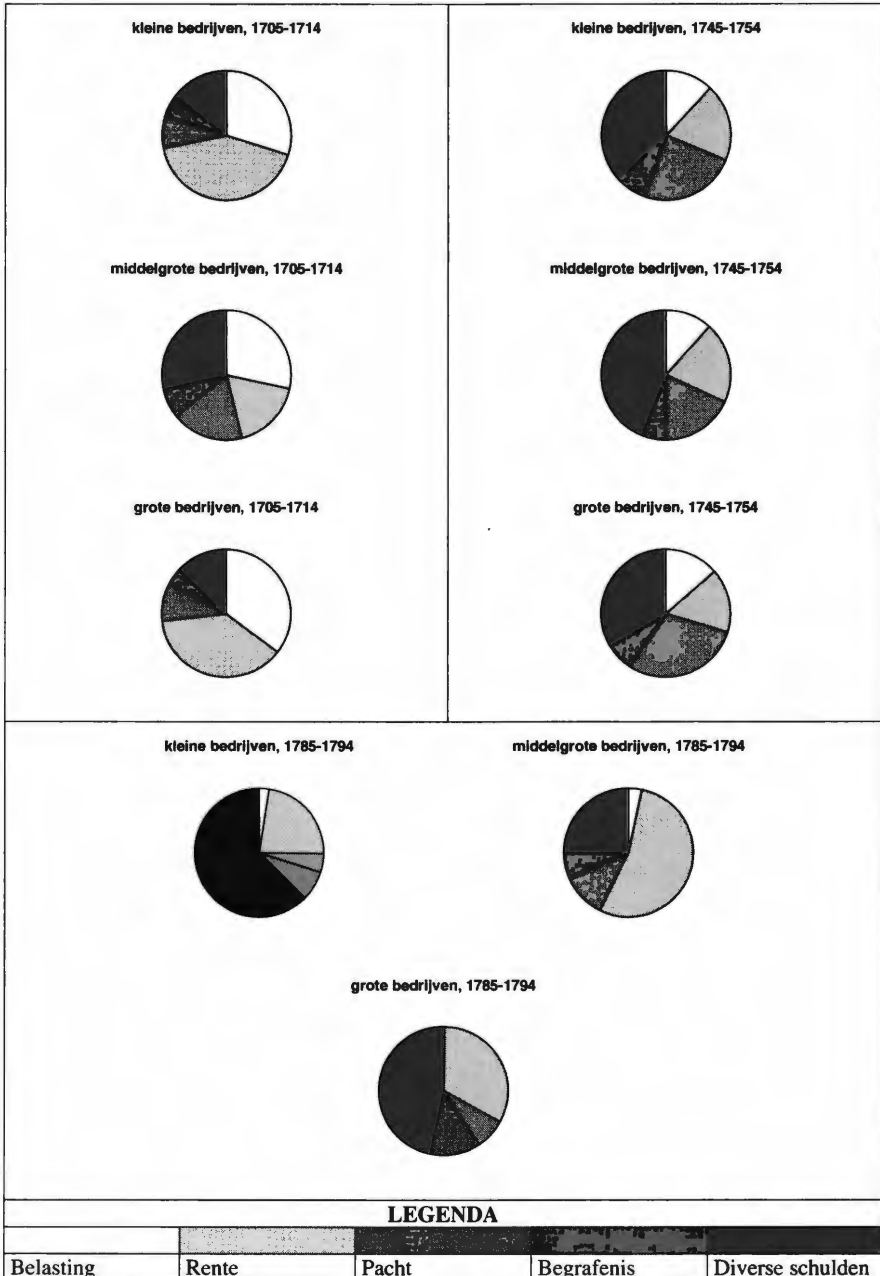 kleine bedrijven, 1705-1714
middelgrote bedrijven, 1705-1714
grote bedrijven, 1705-1714
kleine bedrijven, 1745-1754
middelgrote bedrijven, 1745-1754
grote bedrijven, 1745-1754
kleine bedrijven, 1785-1794
middelgrote bedrijven, 1785-1794
grote bedrijven, 1785-1794
LEGENDA
Belasting
Rente
Pacht
Begrafenis
Diverse schulden